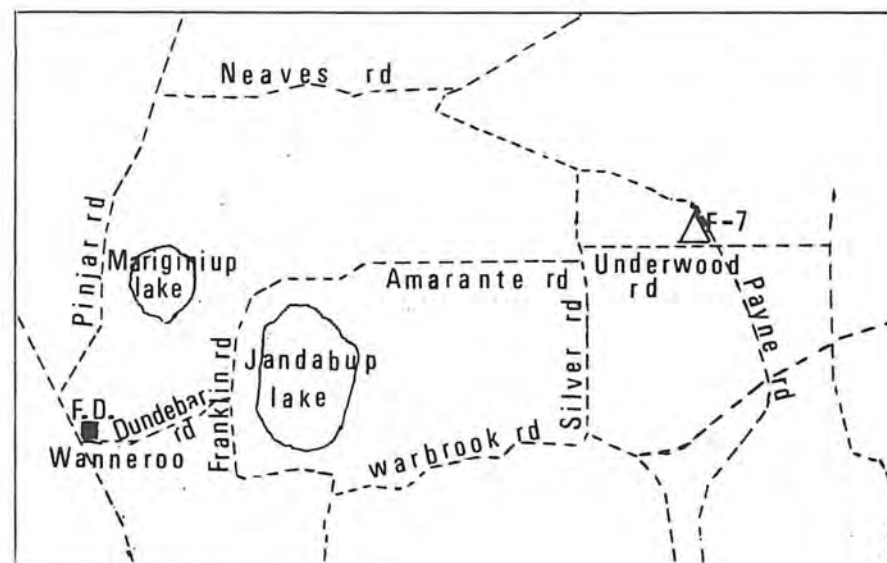 Neaves rd
Pinjar rd
Mariginiup
lake
F-7
Underwood
rd
Amarante rd
Payne rd
Silver rd
Franklin rd
Jandabup
lake
F.D.
Dundebar
rd
Wanneroo
warbrook rd